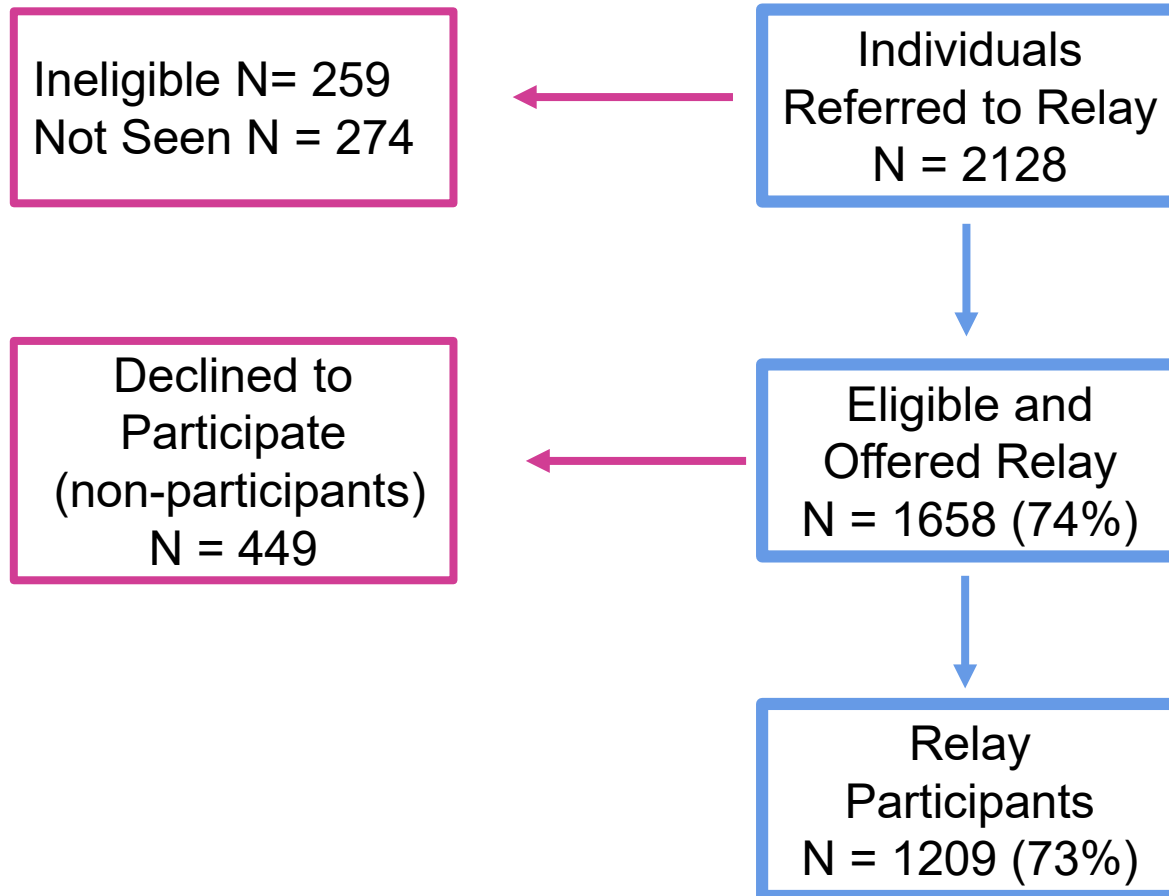 Ineligible N= 259
Not Seen N = 274
Individuals
Referred to Relay
N = 2128
Declined to
Participate
(non-participants)
N = 449
Eligible and
Offered Relay
N = 1658 (74%)
Relay
Participants
N = 1209 (73%)